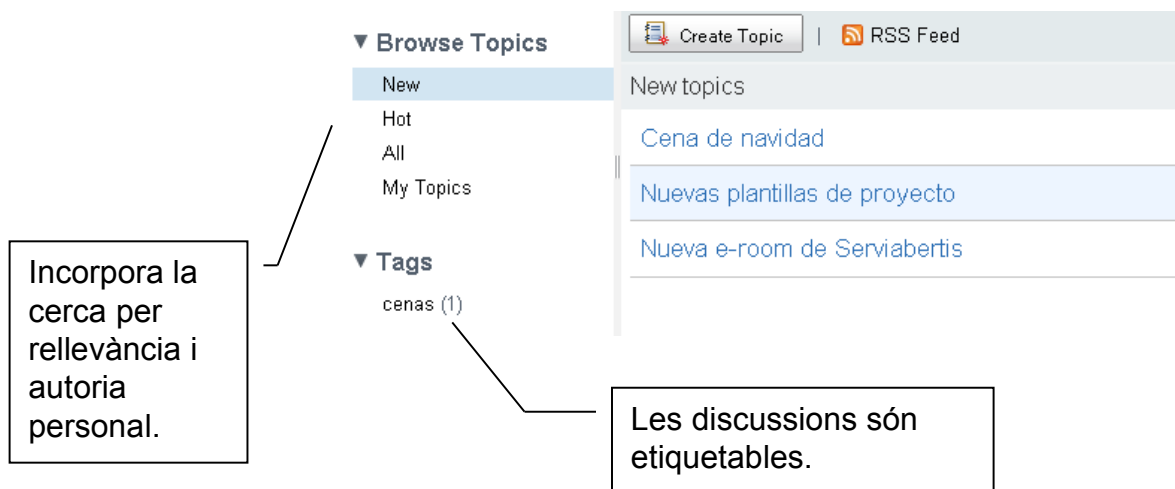 Browse Topics
New
Hot
All
My Topics
Tags
cenas (1)
Create Topic | RSS Feed
New topics
Cena de navidad
Nuevas plantillas de proyecto
Nueva e-room de Serviabertis
Incorpora la
cerca per
rellevància i
autoria
personal.
Les discussions són
etiquetables.